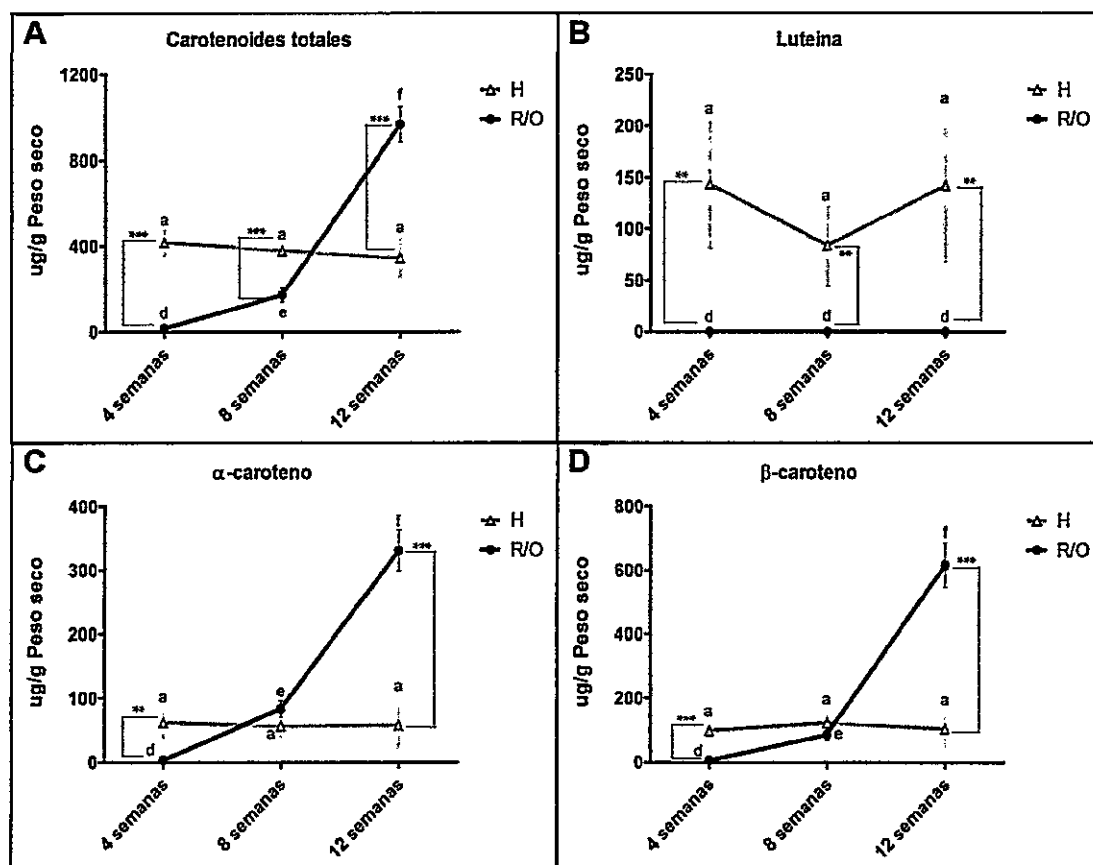 A
Carotenoides totales
ug/g Peso seco
1200
800
400
0
a
***
d
a
***
e
f
***
a
4 semanas
8 semanas
12 semanas
H
R/O
B
Luteina
ug/g Peso seco
250
200
150
100
50
0
a
**
d
a
**
d
a
**
d
4 semanas
8 semanas
12 semanas
H
R/O
C
α-caroteno
ug/g Peso seco
400
300
200
100
0
a
**
d
e
a
f
***
a
4 semanas
8 semanas
12 semanas
H
R/O
D
β-caroteno
ug/g Peso seco
800
600
400
200
0
a
***
d
a
e
f
***
a
4 semanas
8 semanas
12 semanas
H
R/O